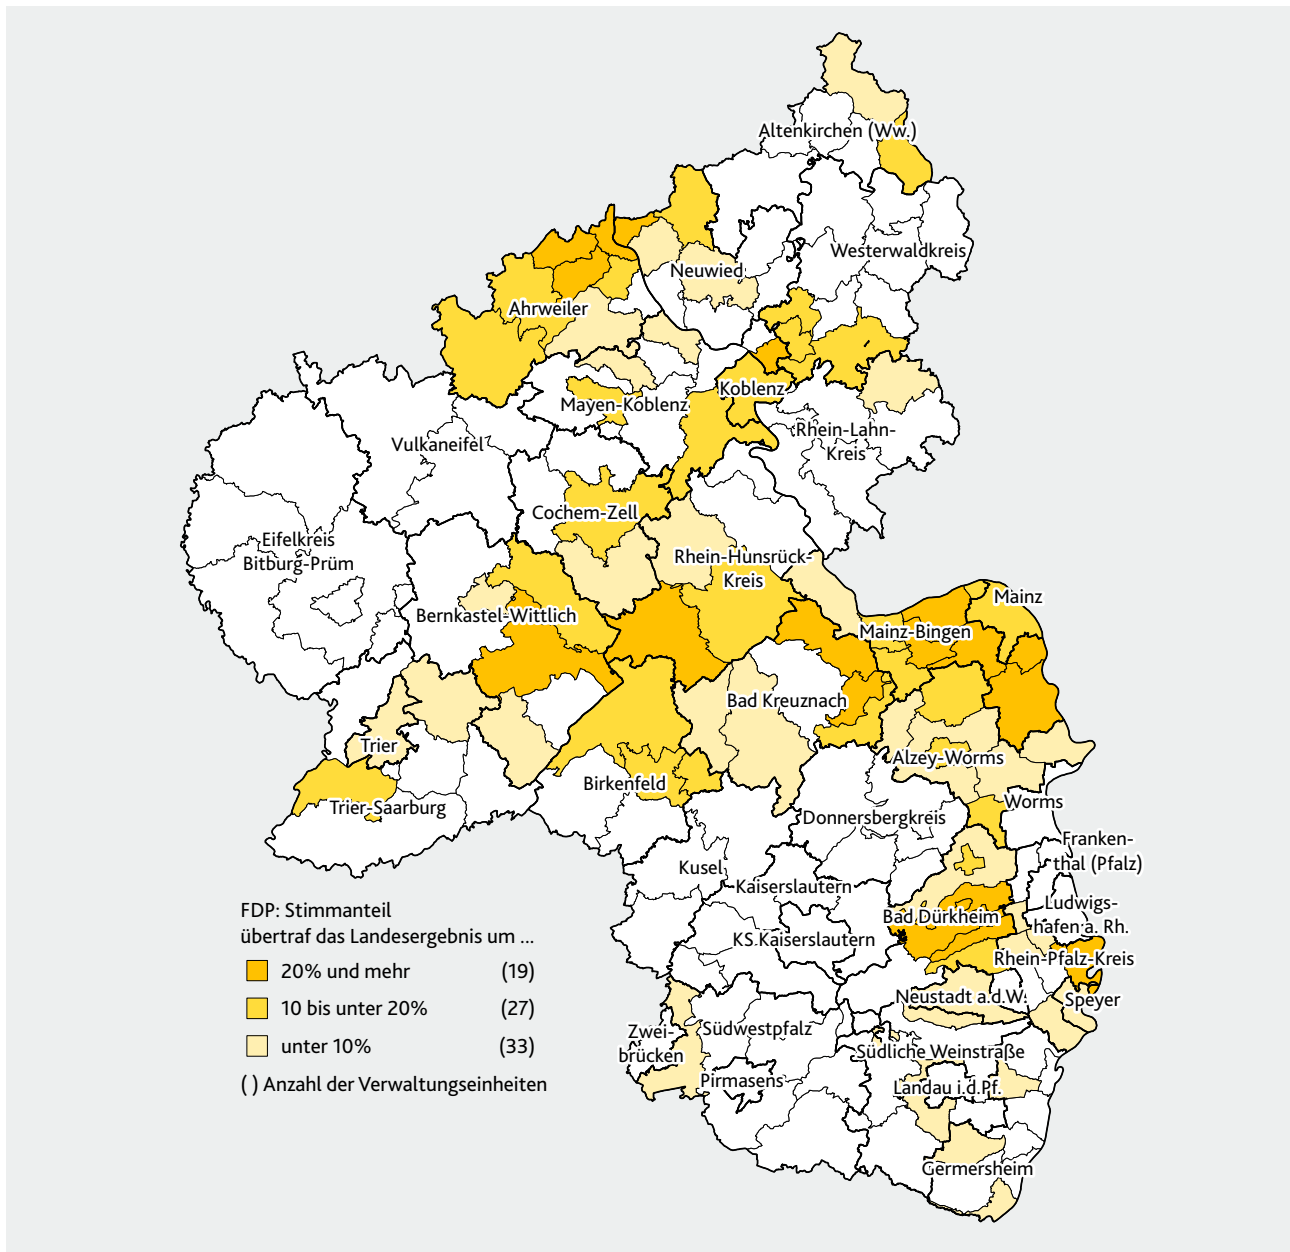 Altenkirchen (Ww.)
Westerwaldkreis
Neuwied
Ahrweiler
Koblenz
Mayen-Koblenz
Rhein-Lahn-
Kreis
Vulkaneifel
Cochem-Zell
Eifelkreis
Bitburg-Prüm
Rhein-Hunsrück-
Kreis
Mainz
Bernkastel-Wittlich
Mainz-Bingen
Bad Kreuznach
Trier
Alzey-Worms
Birkenfeld
Trier-Saarburg
Worms
Donnersbergkreis
Franken-
thal (Pfalz)
Kusel
Kaiserslautern
Ludwigs-
hafen a. Rh.
Bad Dürkheim
KS.Kaiserslautern
Rhein-Pfalz-Kreis
Neustadt a.d.W.
Speyer
Südwestpfalz
Zwei-
brücken
Südliche Weinstraße
Pirmasens
Landau i.d.Pf.
Germersheim
FDP: Stimmanteil
übertraf das Landesergebnis um ...
20% und mehr (19)
10 bis unter 20% (27)
unter 10% (33)
( ) Anzahl der Verwaltungseinheiten